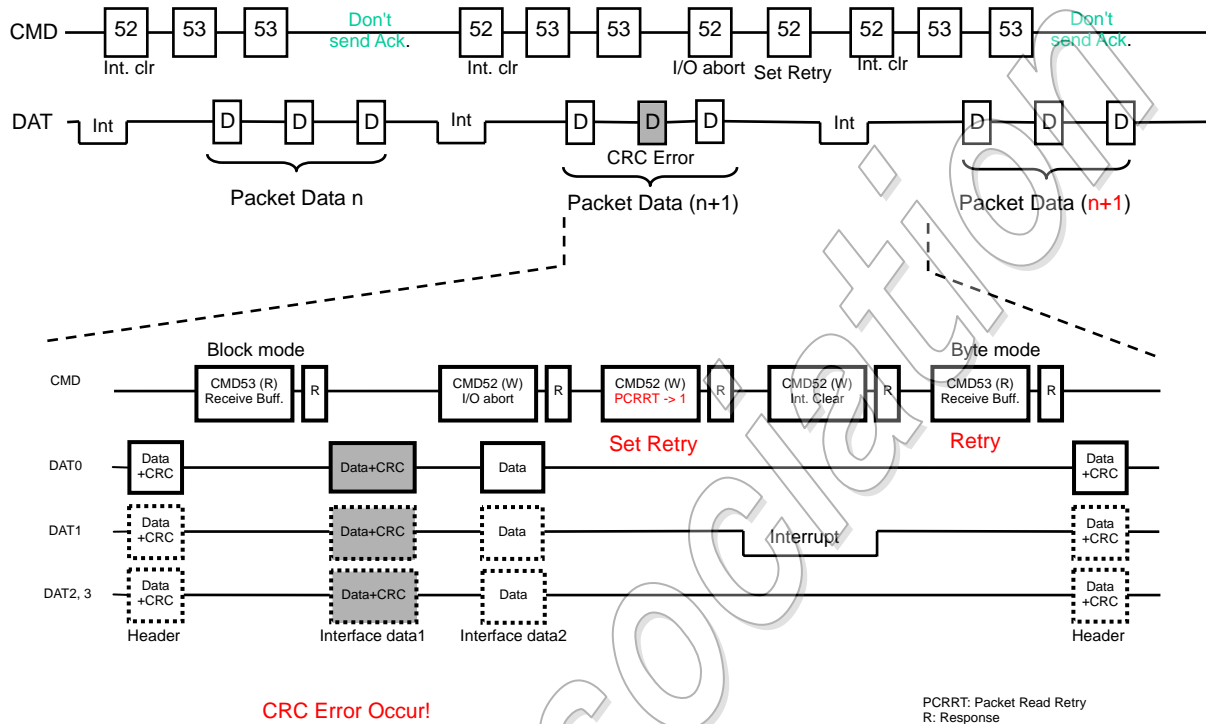 CMD 52 53 53 Don't send Ack. 52 53 53 52 52 52 53 53 Don't send Ack.
Int. clr Int. clr I/O abort Set Retry Int. clr
DAT Int D D D Int D D D Int D D D
CRC Error
Packet Data n Packet Data (n+1) Packet Data (n+1)
Block mode Byte mode
CMD CMD53 (R) Receive Buff. R CMD52 (W) I/O abort R CMD52 (W) PCRRT -> 1 R CMD52 (W) Int. Clear R CMD53 (R) Receive Buff. R
Set Retry Retry
DAT0 Data +CRC Data+CRC Data Data +CRC
DAT1 Data +CRC Data+CRC Data Interrupt Data +CRC
DAT2, 3 Data +CRC Data+CRC Data Data +CRC
Header Interface data1 Interface data2 Header
CRC Error Occur!
PCRRT: Packet Read Retry
R: Response
sociation